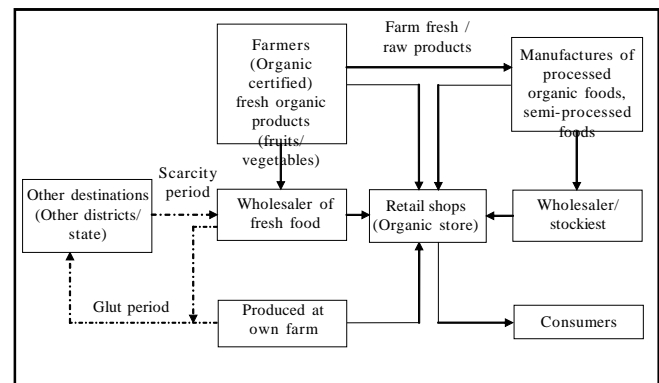 Farm fresh /
raw products
Farmers
(Organic
certified)
fresh organic
products
(fruits/
vegetables)
Manufactures of
processed
organic foods,
semi-processed
foods
Scarcity
period
Other destinations
(Other districts/
state)
Wholesaler of
fresh food
Retail shops
(Organic store)
Wholesaler/
stockiest
Glut period
Produced at
own farm
Consumers